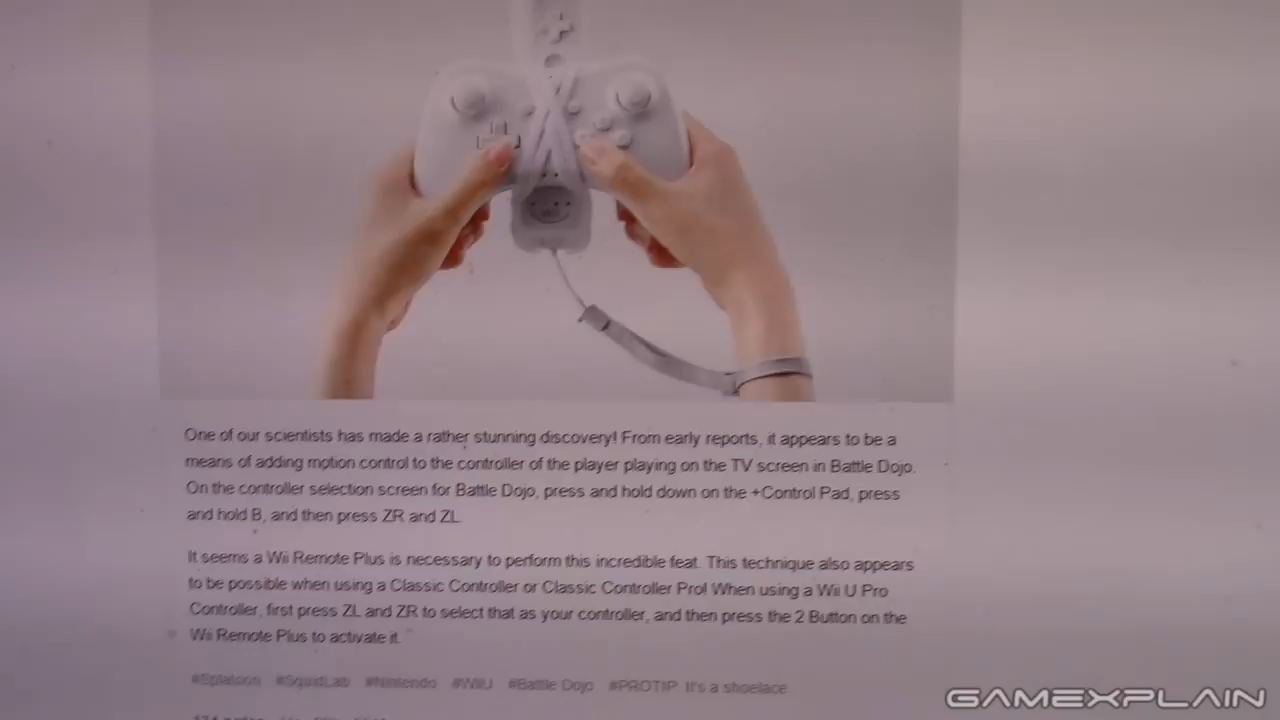 One of our scientists has made a rather stunning discovery! From early reports, it appears to be a
means of adding motion control to the controller of the player playing on the TV screen in Battle Dojo.
On the controller selection screen for Battle Dojo, press and hold down on the +Control Pad, press
and hold B, and then press ZR and ZL.
It seems a Wii Remote Plus is necessary to perform this incredible feat. This technique also appears
to be possible when using a Classic Controller or Classic Controller Pro! When using a Wii U Pro
Controller, first press ZL and ZR to select that as your controller, and then press the 2 Button on the
Wii Remote Plus to activate it.
#Splatoon #SquidLab #Nintendo #WiiU #Battle Dojo #PROTIP: It's a shoelace
GAMEXPLAIN